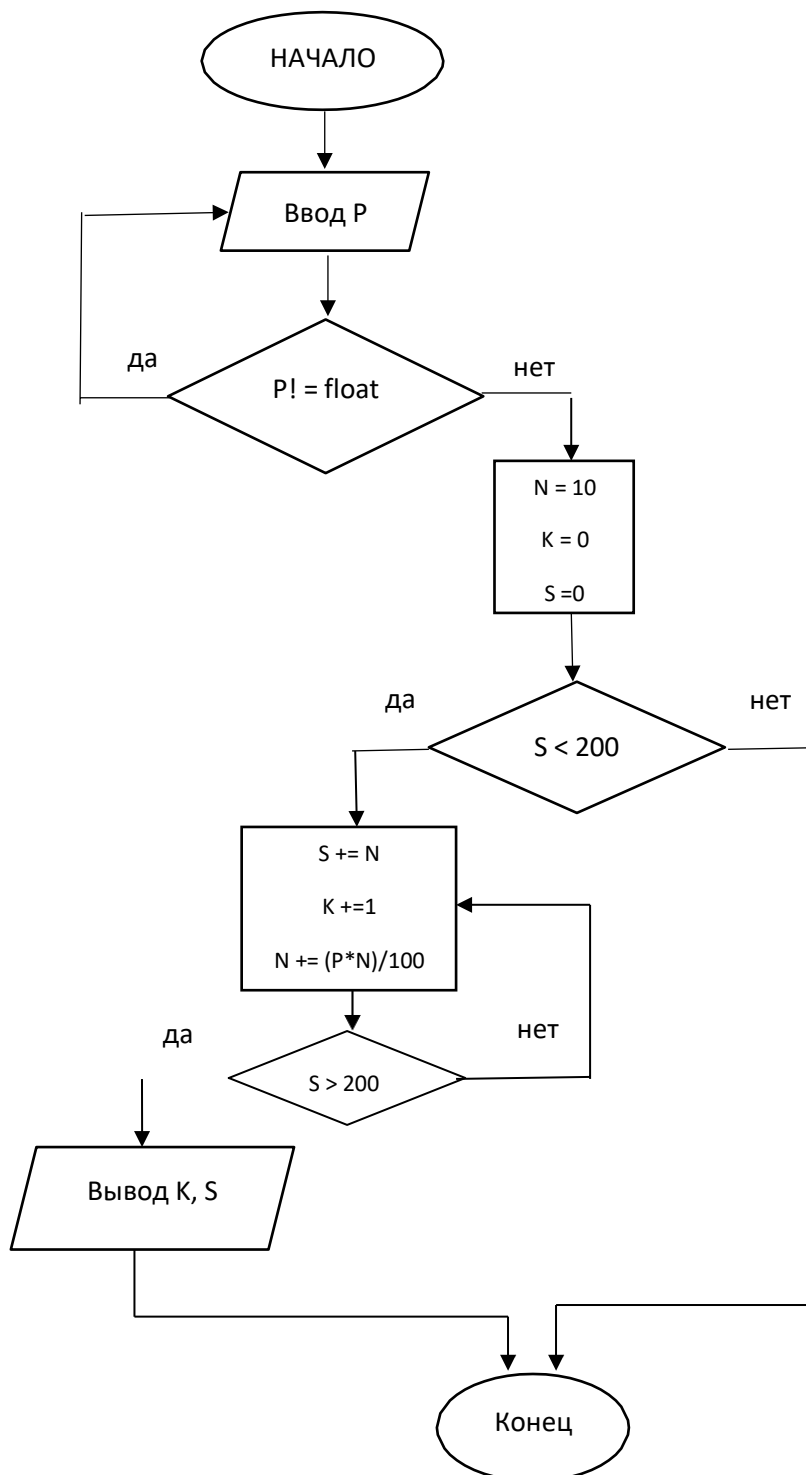 НАЧАЛО
Ввод P
да
нет
P! = float
N = 10
K = 0
S =0
да
нет
S < 200
S += N
K +=1
N += (P*N)/100
да
нет
S > 200
Вывод K, S
Конец